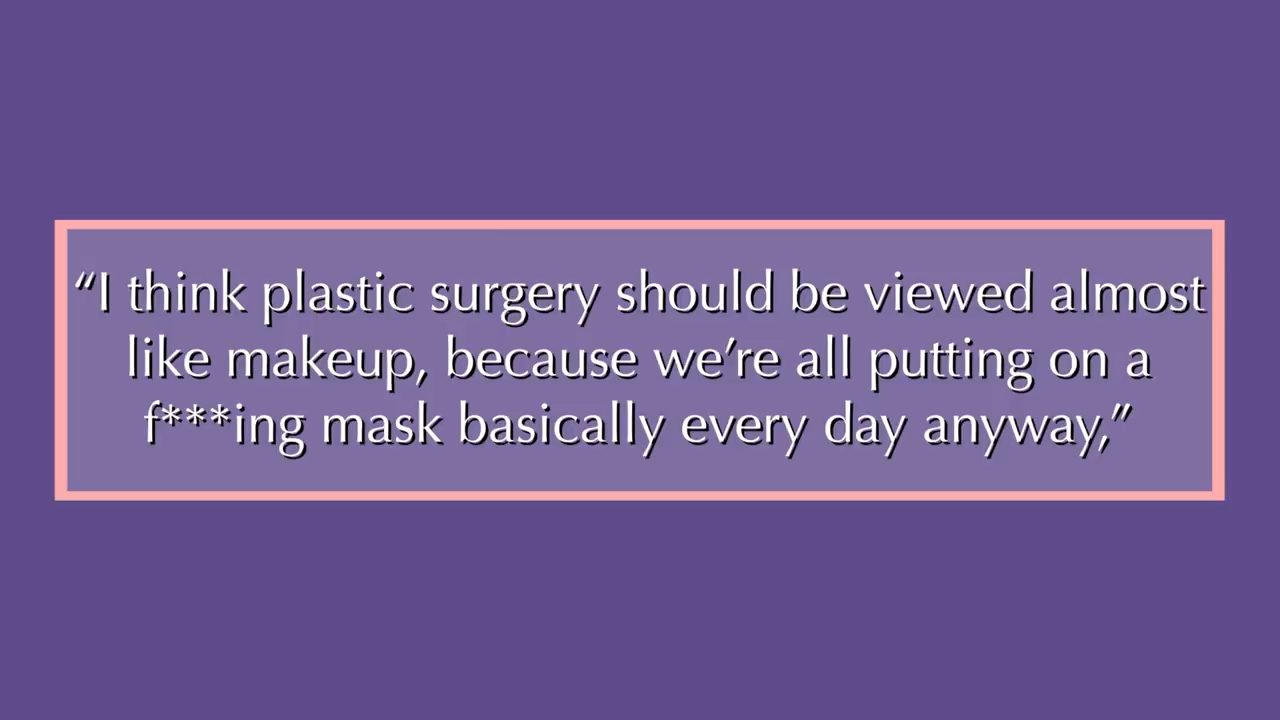 “I think plastic surgery should be viewed almost
like makeup, because we’re all putting on a
f***ing mask basically every day anyway,”